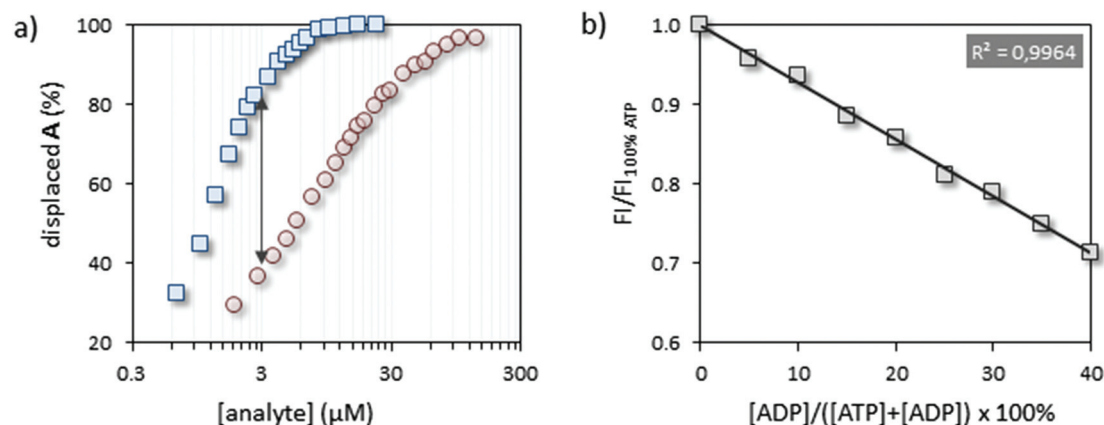 a)
100
80
60
40
20
displaced A (%)
0.3
3
30
300
[analyte] (µM)
b)
1.0
0.9
0.8
0.7
0.6
FI/FI100% ATP
R² = 0,9964
0
10
20
30
40
[ADP]/([ATP]+[ADP]) x 100%